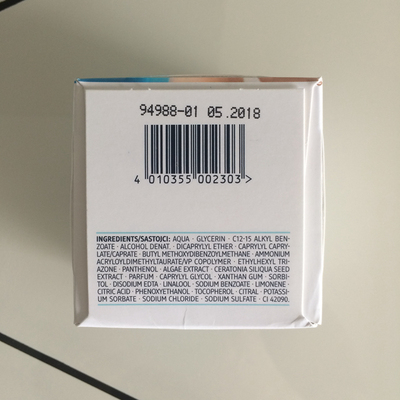 94988-01 05.2018
4 010355 002303 >
INGREDIENTS/SASTOJCI: AQUA · GLYCERIN · C12-15 ALKYL BEN-
ZOATE · ALCOHOL DENAT. · DICAPRYLYL ETHER · CAPRYLYL CAPRY-
LATE/CAPRATE · BUTYL METHOXYDIBENZOYLMETHANE · AMMONIUM
ACRYLOYLDIMETHYLTAURATE/VP COPOLYMER · ETHYLHEXYL TRI-
AZONE · PANTHENOL · ALGAE EXTRACT · CERATONIA SILIQUA SEED
EXTRACT · PARFUM · CAPRYLYL GLYCOL · XANTHAN GUM · SORBI-
TOL · DISODIUM EDTA · LINALOOL · SODIUM BENZOATE · LIMONENE ·
CITRIC ACID · PHENOXYETHANOL · TOCOPHEROL · CITRAL · POTASSI-
UM SORBATE · SODIUM CHLORIDE · SODIUM SULFATE · CI 42090.